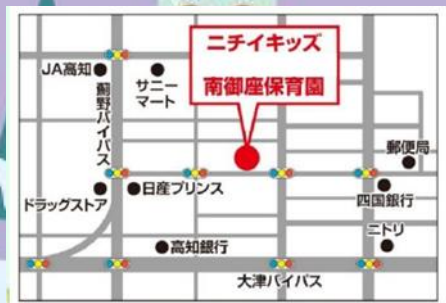 ニチイキッズ
南御座保育園
JA高知
サニー
マート
薊野バイパス
郵便局
日産プリンス
ドラッグストア
四国銀行
ニトリ
高知銀行
大津バイパス